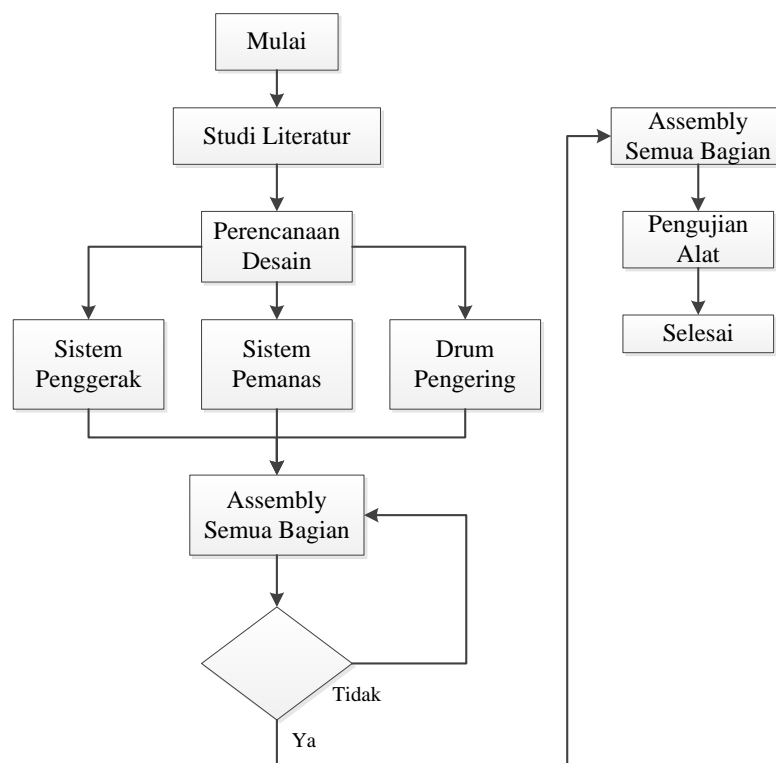 Mulai
Studi Literatur
Perencanaan
Desain
Sistem
Penggerak
Sistem
Pemanas
Drum
Pengering
Assembly
Semua Bagian
Tidak
Ya
Assembly
Semua Bagian
Pengujian
Alat
Selesai